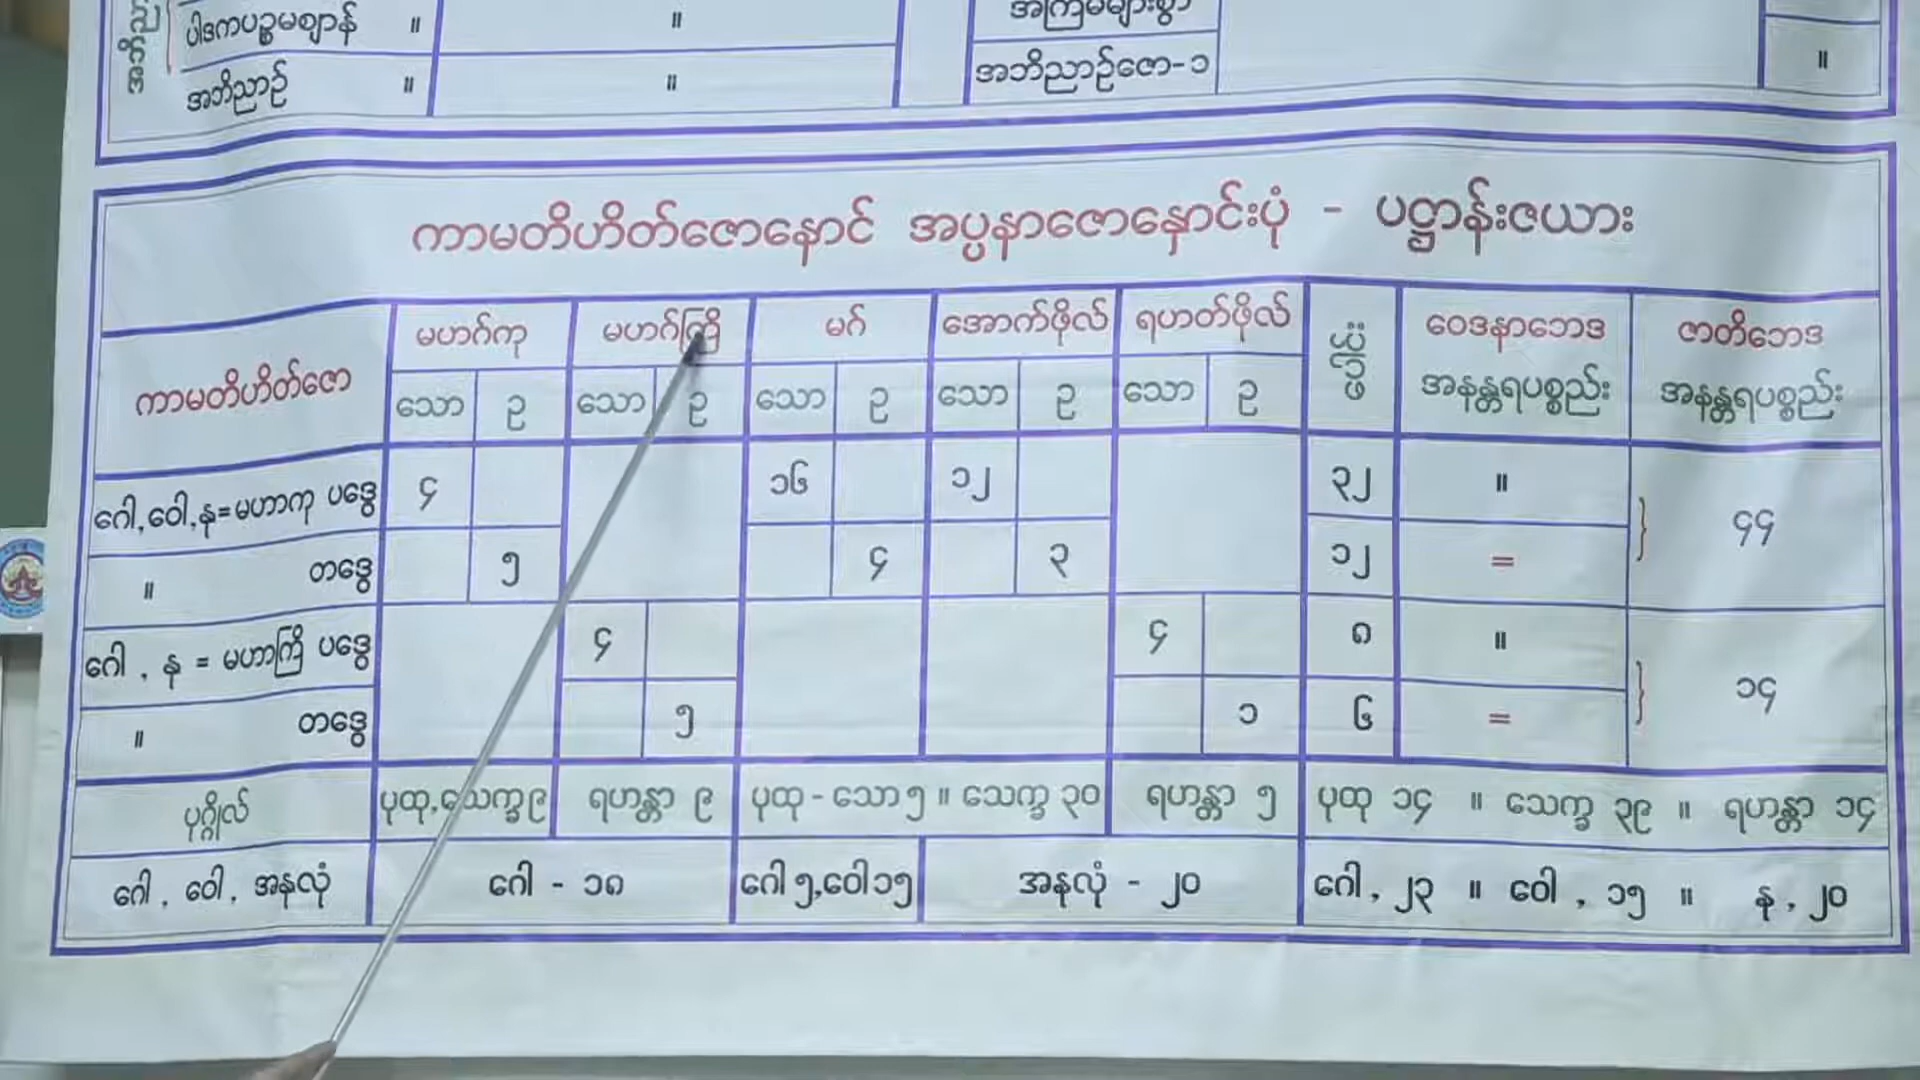 ပါဒကပဉ္စမဈာန် ။ ။ အကြိမ်များစွာ
အဘိညာဉ် ။ ။ အဘိညာဉ်ဇော-၁ ။
ကာမတိဟိတ်ဇောနောင် အပ္ပနာဇောနှောင်းပုံ - ပဋ္ဌာန်းဇယား
ကာမတိဟိတ်ဇော မဟဂ်ကု မဟဂ်ကြိ မဂ် အောက်ဖိုလ် ရဟတ်ဖိုလ် ပေါင်း ဝေဒနာဘေဒ အနန္တရပစ္စည်း ဇာတိဘေဒ အနန္တရပစ္စည်း
သော ဥ သော ဥ သော ဥ သော ဥ သော ဥ
ဂေါ,ဝေါ,န=မဟာကု ပဒွေ ၄ ၁၆ ၁၂ ၃၂ ။ ၄၄
။ တဒွေ ၅ ၄ ၃ ၁၂ =
ဂေါ , န = မဟာကြိ ပဒွေ ၄ ၄ ၈ ။ ၁၄
။ တဒွေ ၅ ၁ ၆ =
ပုဂ္ဂိုလ် ပုထု,သေက္ခ၉ ရဟန္တာ ၉ ပုထု - သော ၅ ။ သေက္ခ ၃၀ ရဟန္တာ ၅ ပုထု ၁၄ ။ သေက္ခ ၃၉ ။ ရဟန္တာ ၁၄
ဂေါ , ဝေါ , အနုလုံ ဂေါ - ၁၈ ဂေါ ၅,ဝေါ၁၅ အနုလုံ - ၂၀ ဂေါ , ၂၃ ။ ဝေါ , ၁၅ ။ န , ၂၀